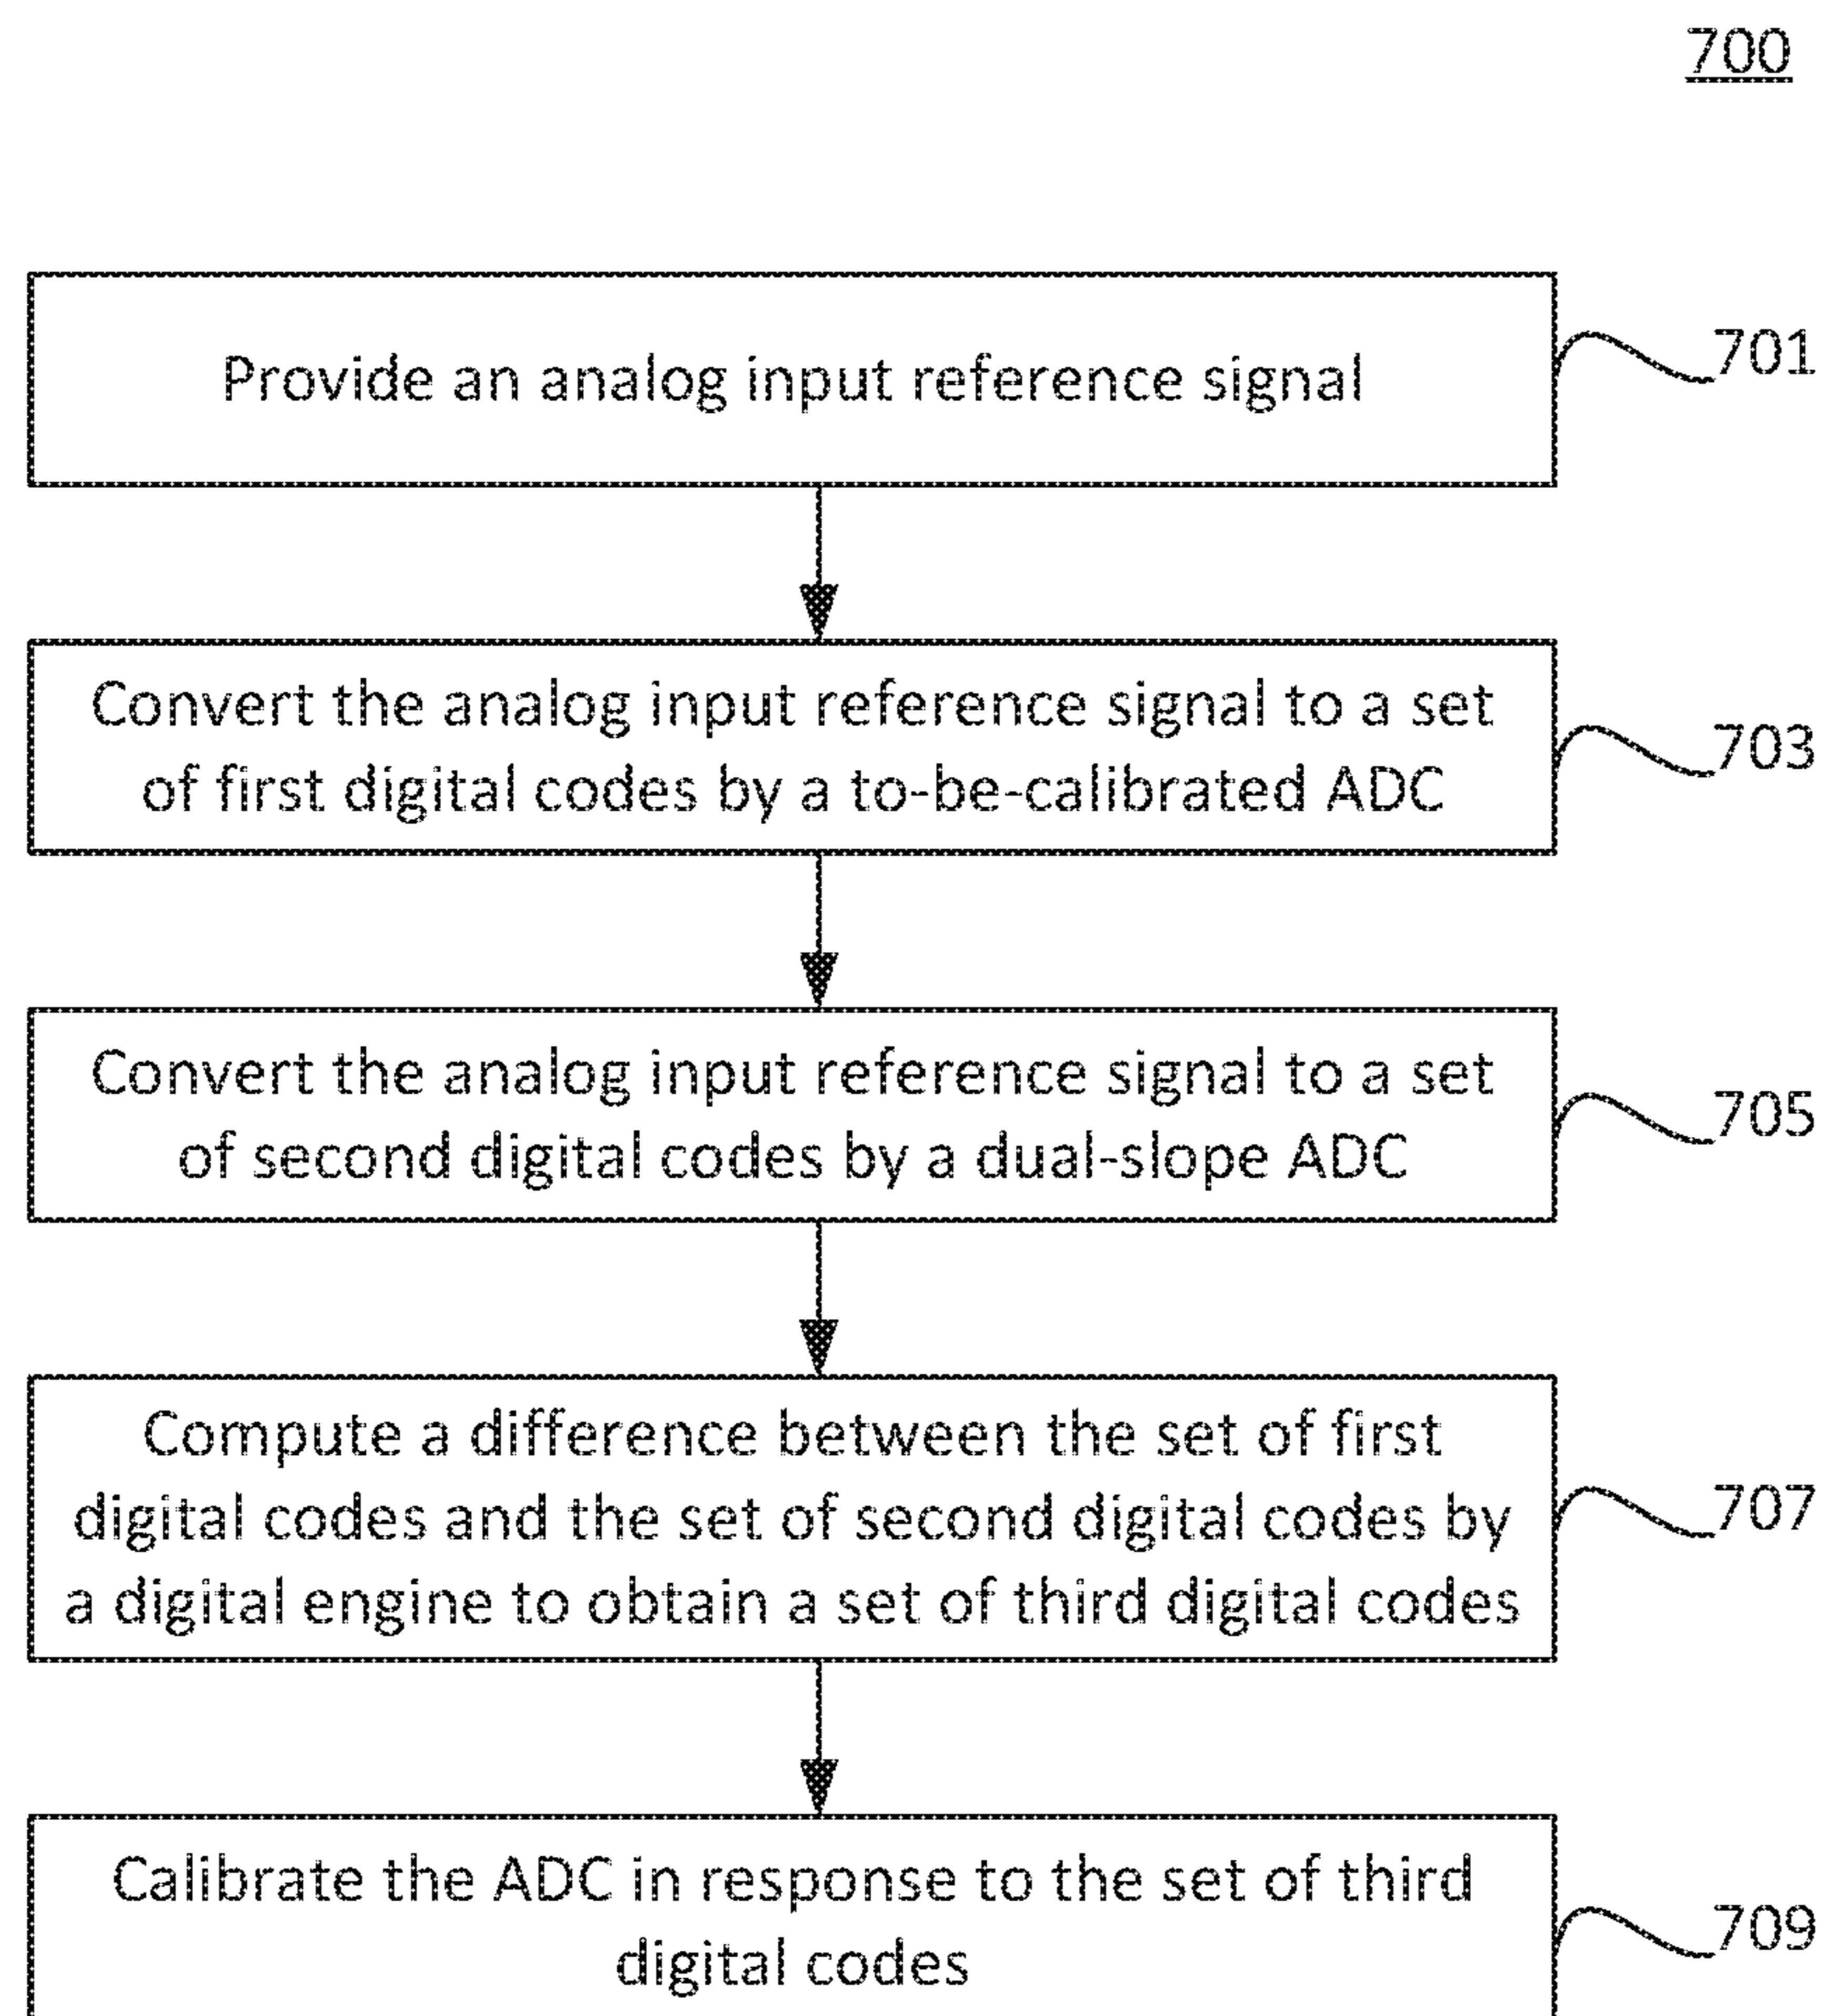 700
Provide an analog input reference signal
701
Convert the analog input reference signal to a set
of first digital codes by a to-be-calibrated ADC
703
Convert the analog input reference signal to a set
of second digital codes by a dual-slope ADC
705
Compute a difference between the set of first
digital codes and the set of second digital codes by
a digital engine to obtain a set of third digital codes
707
Calibrate the ADC in response to the set of third
digital codes
709